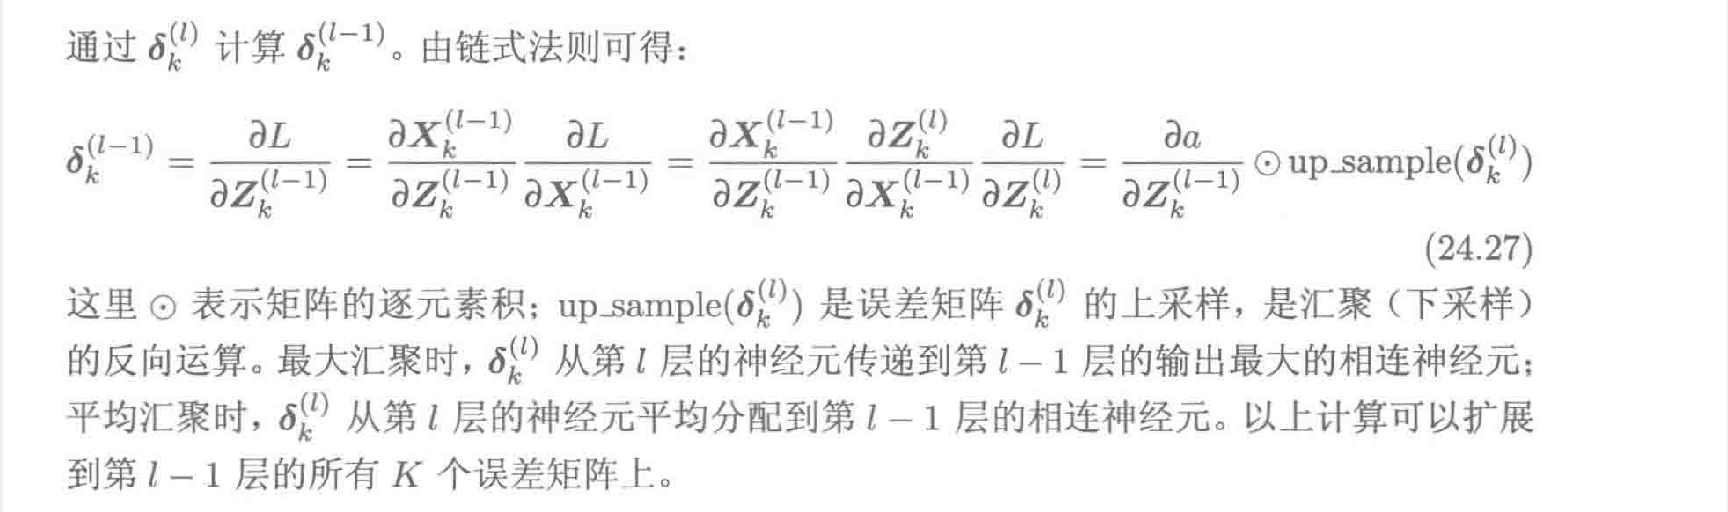 通过 $\boldsymbol{\delta}_k^{(l)}$ 计算 $\boldsymbol{\delta}_k^{(l-1)}$。由链式法则可得：
$\boldsymbol{\delta}_k^{(l-1)} = \frac{\partial L}{\partial \boldsymbol{Z}_k^{(l-1)}} = \frac{\partial \boldsymbol{X}_k^{(l-1)}}{\partial \boldsymbol{Z}_k^{(l-1)}} \frac{\partial L}{\partial \boldsymbol{X}_k^{(l-1)}} = \frac{\partial \boldsymbol{X}_k^{(l-1)}}{\partial \boldsymbol{Z}_k^{(l-1)}} \frac{\partial \boldsymbol{Z}_k^{(l)}}{\partial \boldsymbol{X}_k^{(l-1)}} \frac{\partial L}{\partial \boldsymbol{Z}_k^{(l)}} = \frac{\partial a}{\partial \boldsymbol{Z}_k^{(l-1)}} \odot \text{up\_sample}(\boldsymbol{\delta}_k^{(l)})$
(24.27)
这里 ⊙ 表示矩阵的逐元素积；up_sample($\boldsymbol{\delta}_k^{(l)}$) 是误差矩阵 $\boldsymbol{\delta}_k^{(l)}$ 的上采样，是汇聚（下采样）
的反向运算。最大汇聚时，$\boldsymbol{\delta}_k^{(l)}$ 从第 $l$ 层的神经元传递到第 $l-1$ 层的输出最大的相连神经元；
平均汇聚时，$\boldsymbol{\delta}_k^{(l)}$ 从第 $l$ 层的神经元平均分配到第 $l-1$ 层的相连神经元。以上计算可以扩展
到第 $l-1$ 层的所有 $K$ 个误差矩阵上。